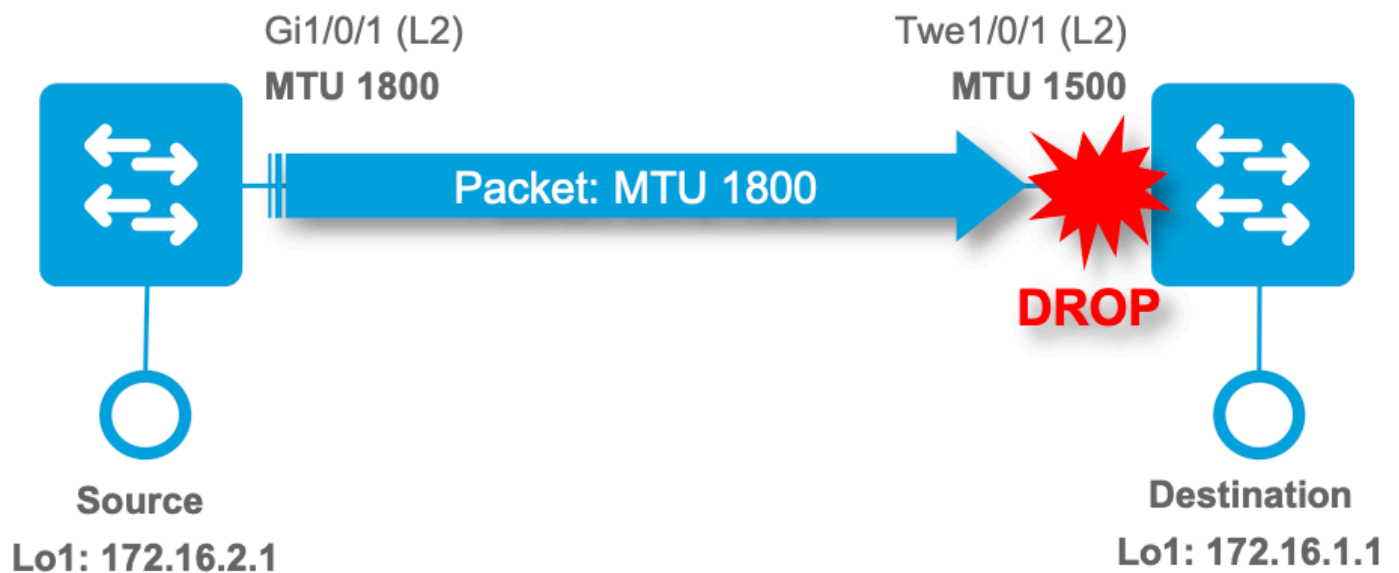 Gi1/0/1 (L2)
MTU 1800
Twe1/0/1 (L2)
MTU 1500
Packet: MTU 1800
DROP
Source
Lo1: 172.16.2.1
Destination
Lo1: 172.16.1.1